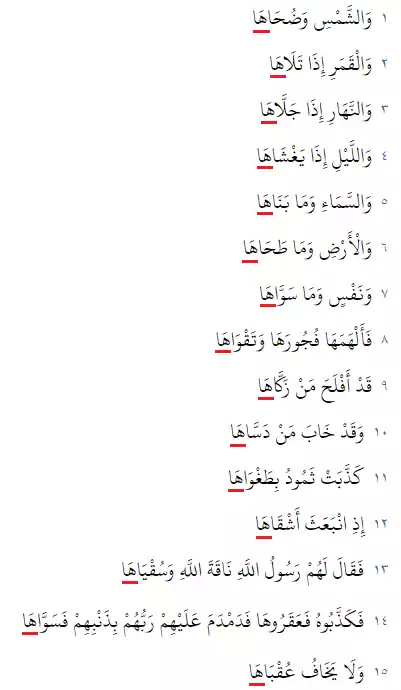 ١ وَالشَّمْسِ وَضُحَاهَا
٢ وَالْقَمَرِ إِذَا تَلَاهَا
٣ وَالنَّهَارِ إِذَا جَلَّاهَا
٤ وَاللَّيْلِ إِذَا يَغْشَاهَا
٥ وَالسَّمَاءِ وَمَا بَنَاهَا
٦ وَالْأَرْضِ وَمَا طَحَاهَا
٧ وَنَفْسٍ وَمَا سَوَّاهَا
٨ فَأَلْهَمَهَا فُجُورَهَا وَتَقْوَاهَا
٩ قَدْ أَفْلَحَ مَنْ زَكَّاهَا
١٠ وَقَدْ خَابَ مَنْ دَسَّاهَا
١١ كَذَّبَتْ ثَمُودُ بِطَغْوَاهَا
١٢ إِذِ انْبَعَثَ أَشْقَاهَا
١٣ فَقَالَ لَهُمْ رَسُولُ اللَّهِ نَاقَةَ اللَّهِ وَسُقْيَاهَا
١٤ فَكَذَّبُوهُ فَعَقَرُوهَا فَدَمْدَمَ عَلَيْهِمْ رَبُّهُمْ بِذَنْبِهِمْ فَسَوَّاهَا
١٥ وَلَا يَخَافُ عُقْبَاهَا